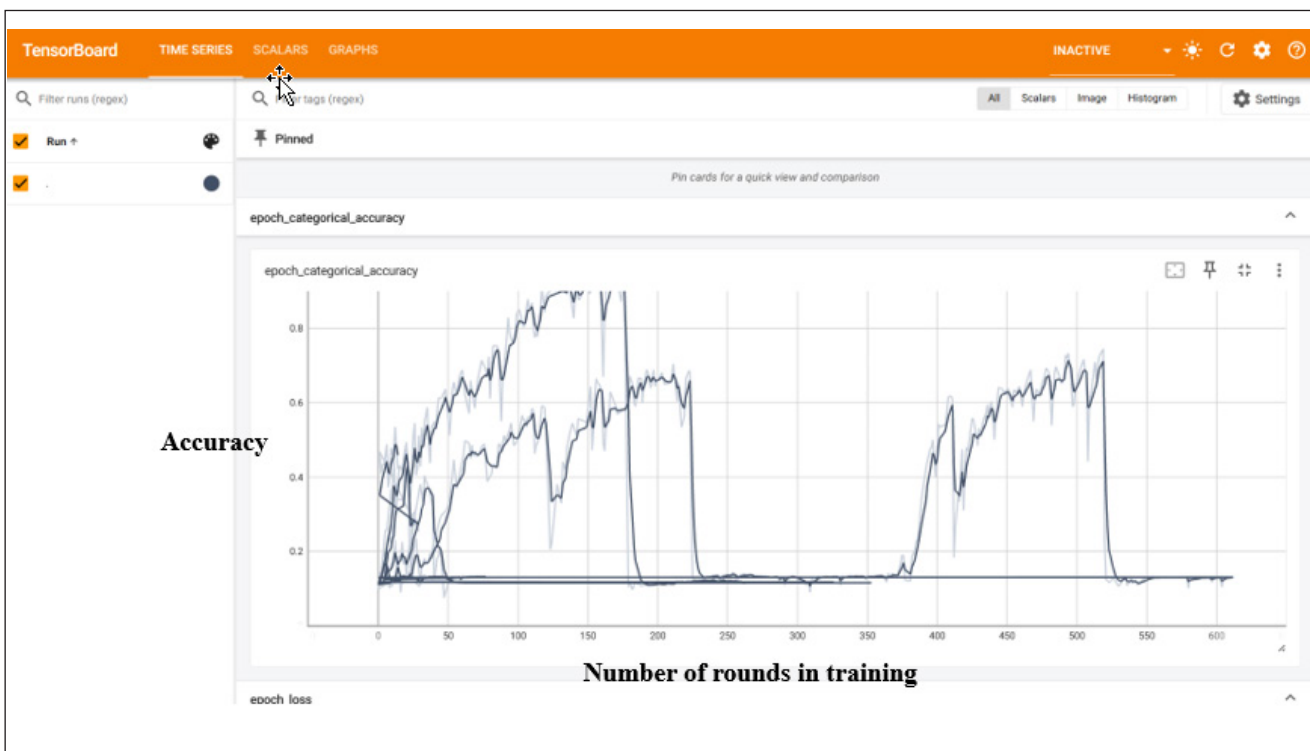 TensorBoard TIME SERIES SCALARS GRAPHS INACTIVE
Filter runs (regex)
tags (regex)
All Scalars Image Histogram Settings
Run ↑
Pinned
.
Pin cards for a quick view and comparison
epoch_categorical_accuracy
epoch_categorical_accuracy
0.8
0.6
Accuracy
0.4
0.2
0 50 100 150 200 250 300 350 400 450 500 550 600
Number of rounds in training
epoch_loss